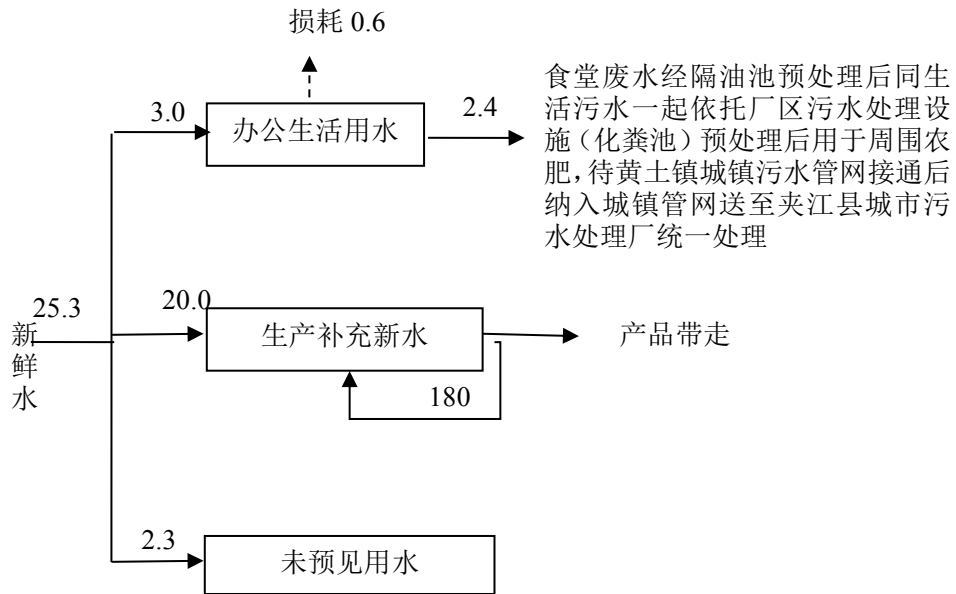 损耗 0.6
3.0
办公生活用水
2.4
食堂废水经隔油池预处理后同生
活污水一起依托厂区污水处理设
施（化粪池）预处理后用于周围农
肥，待黄土镇城镇污水管网接通后
纳入城镇管网送至夹江县城市污
水处理厂统一处理
25.3
新
鲜
水
20.0
生产补充新水
产品带走
180
2.3
未预见用水